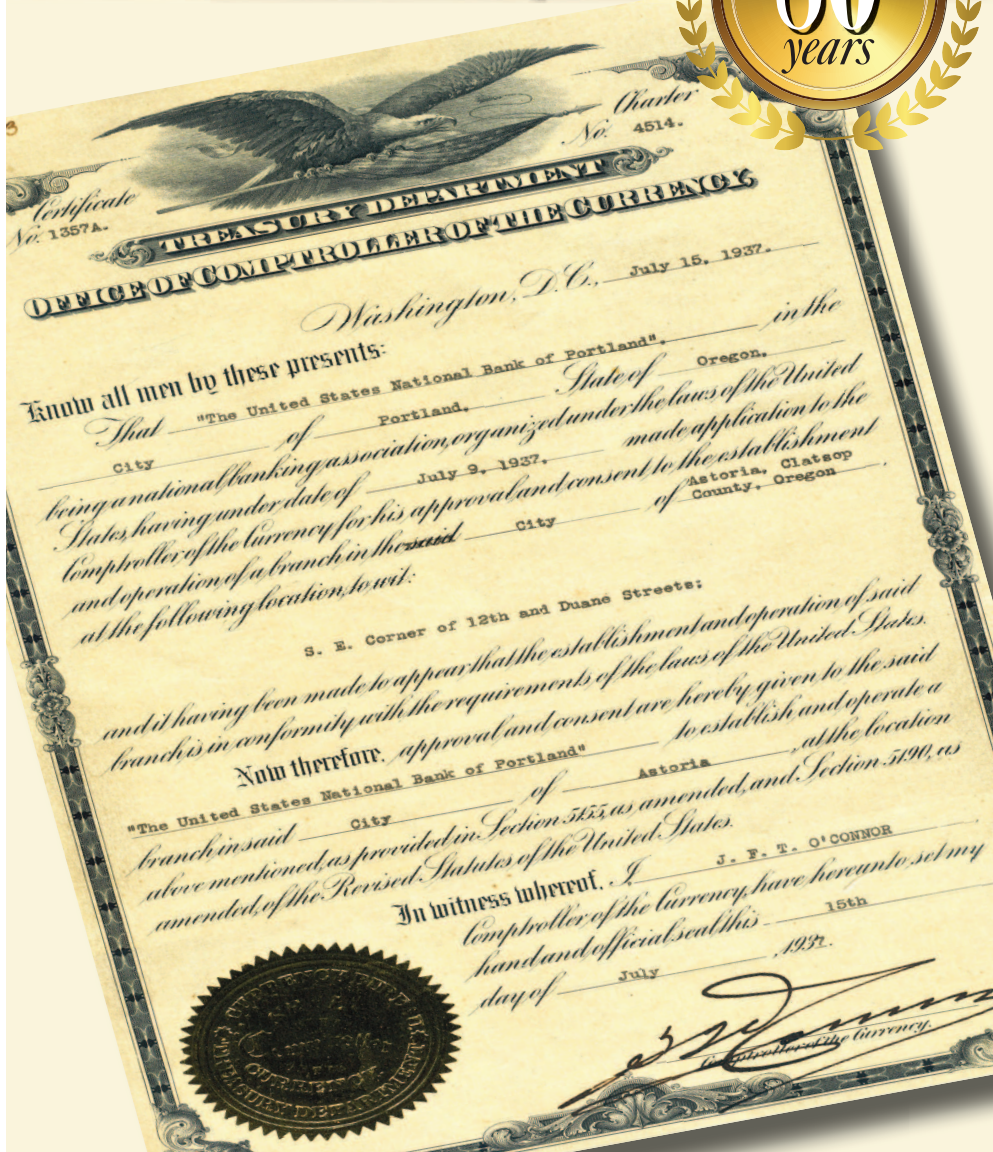 60
years
Charter
No. 4514.
Certificate
No. 1357A.
TREASURY DEPARTMENT
OFFICE OF COMPTROLLER OF THE CURRENCY,
Washington, D.C., July 15, 1937.
Know all men by these presents:
That "The United States National Bank of Portland", in the
City of Portland, State of Oregon,
being a national banking association, organized under the laws of the United
States, having under date of July 9, 1937, made application to the
Comptroller of the Currency for his approval and consent to the establishment
and operation of a branch in the said City of Astoria, Clatsop County, Oregon.
at the following location, to wit:
S. E. Corner of 12th and Duane Streets;
and it having been made to appear that the establishment and operation of said
branch is in conformity with the requirements of the laws of the United States.
Now therefore, approval and consent are hereby given to the said
"The United States National Bank of Portland" to establish and operate a
branch in said City of Astoria, at the location
above mentioned, as provided in Section 5155, as amended, and Section 5190, as
amended, of the Revised Statutes of the United States.
In witness whereof, I J. F. T. O'CONNOR
Comptroller of the Currency, have hereunto set my
hand and official seal this 15th
day of July, 1937.
Comptroller of the Currency.
CURRENCY
TREASURY DEPARTMENT